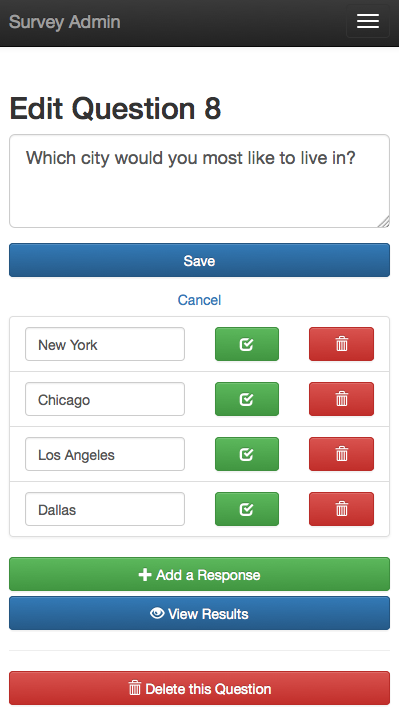 Survey Admin
Edit Question 8
Which city would you most like to live in?
Save
Cancel
New York
Chicago
Los Angeles
Dallas
Add a Response
View Results
Delete this Question